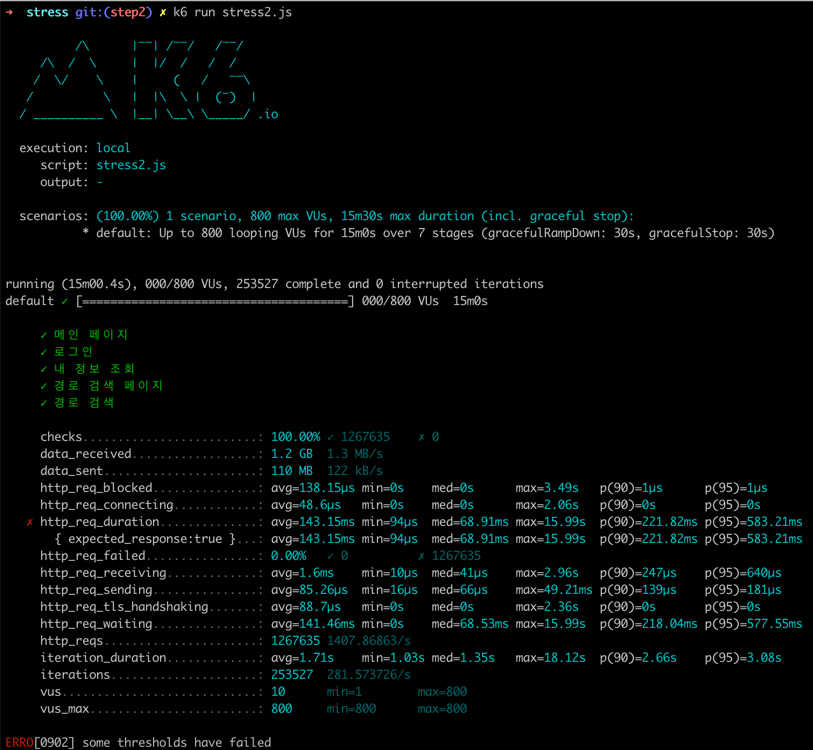 → stress git:(step2) ✗ k6 run stress2.js
.io
execution: local
script: stress2.js
output: -
scenarios: (100.00%) 1 scenario, 800 max VUs, 15m30s max duration (incl. graceful stop):
* default: Up to 800 looping VUs for 15m0s over 7 stages (gracefulRampDown: 30s, gracefulStop: 30s)
running (15m00.4s), 000/800 VUs, 253527 complete and 0 interrupted iterations
default ✓ [======================================] 000/800 VUs 15m0s
✓ 메인 페이지
✓ 로그인
✓ 내 정보 조회
✓ 경로 검색 페이지
✓ 경로 검색
checks.........................: 100.00% ✓ 1267635 ✗ 0
data_received..................: 1.2 GB 1.3 MB/s
data_sent......................: 110 MB 122 kB/s
http_req_blocked...............: avg=138.15µs min=0s med=0s max=3.49s p(90)=1µs p(95)=1µs
http_req_connecting............: avg=48.6µs min=0s med=0s max=2.06s p(90)=0s p(95)=0s
✗ http_req_duration..............: avg=143.15ms min=94µs med=68.91ms max=15.99s p(90)=221.82ms p(95)=583.21ms
{ expected_response:true }...: avg=143.15ms min=94µs med=68.91ms max=15.99s p(90)=221.82ms p(95)=583.21ms
http_req_failed................: 0.00% ✓ 0 ✗ 1267635
http_req_receiving.............: avg=1.6ms min=10µs med=41µs max=2.96s p(90)=247µs p(95)=640µs
http_req_sending...............: avg=85.26µs min=16µs med=66µs max=49.21ms p(90)=139µs p(95)=181µs
http_req_tls_handshaking.......: avg=88.7µs min=0s med=0s max=2.36s p(90)=0s p(95)=0s
http_req_waiting...............: avg=141.46ms min=0s med=68.53ms max=15.99s p(90)=218.04ms p(95)=577.55ms
http_reqs......................: 1267635 1407.86863/s
iteration_duration.............: avg=1.71s min=1.03s med=1.35s max=18.12s p(90)=2.66s p(95)=3.08s
iterations.....................: 253527 281.573726/s
vus............................: 10 min=1 max=800
vus_max........................: 800 min=800 max=800
ERRO[0902] some thresholds have failed